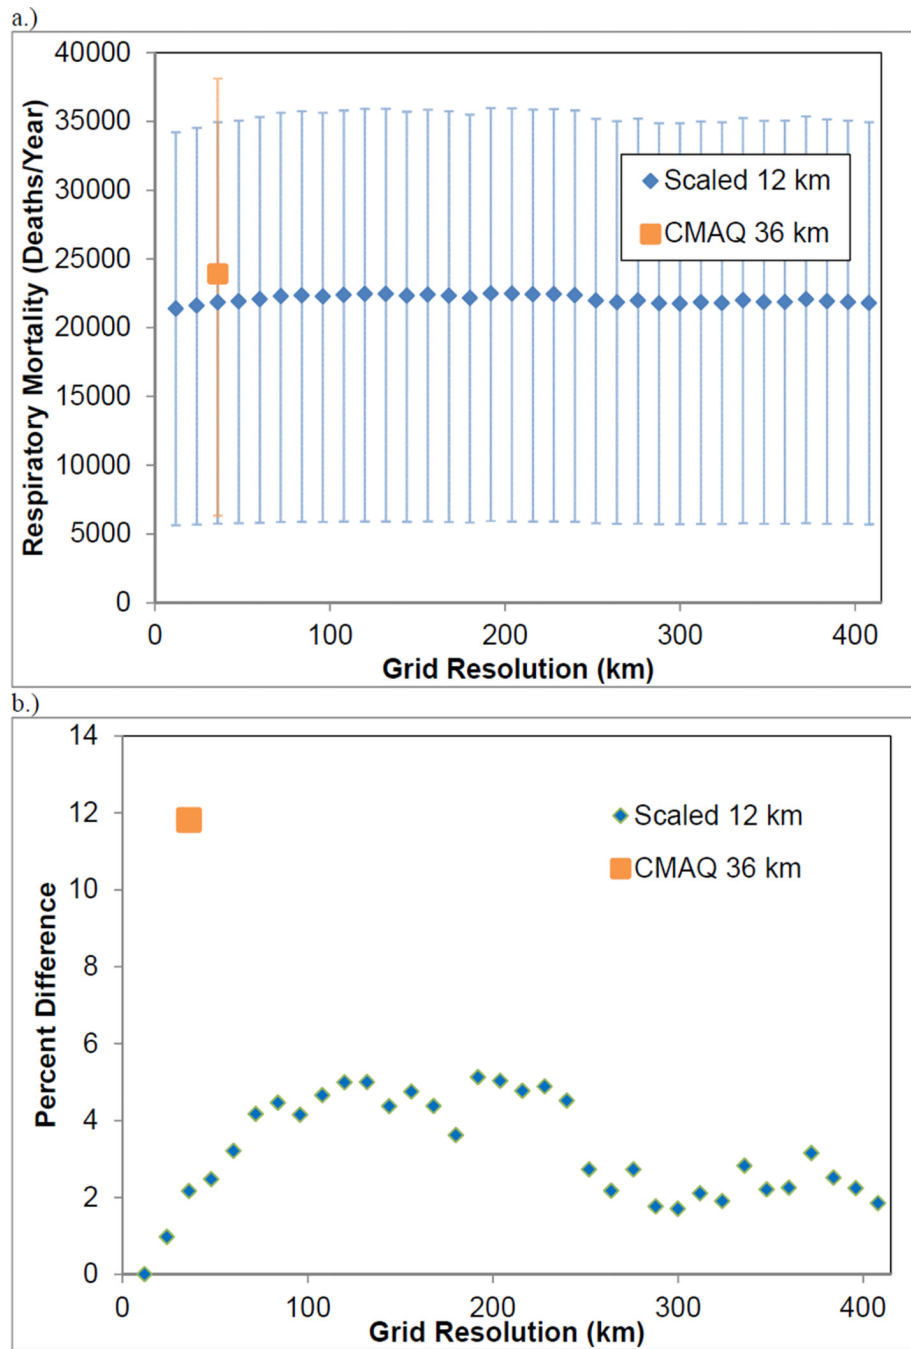 a.)
40000
35000
30000
25000
20000
15000
10000
5000
0
Respiratory Mortality (Deaths/Year)
Scaled 12 km
CMAQ 36 km
0 100 200 300 400
Grid Resolution (km)
b.)
14
12
10
8
6
4
2
0
Percent Difference
Scaled 12 km
CMAQ 36 km
0 100 200 300 400
Grid Resolution (km)